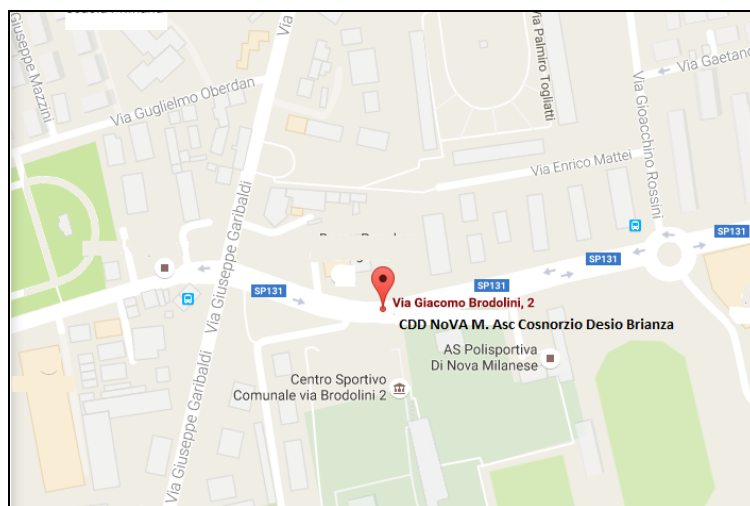 Via Giuseppe Mazzini
Via Guglielmo Oberdan
Via
Via Palmiro Togliatti
Via Gaetano
Via Gioacchino Rossini
Via Enrico Mattei
Via Giuseppe Garibaldi
SP131
SP131
SP131
SP131
Via Giacomo Brodolini, 2
CDD NoVA M. Asc Cosnorzio Desio Brianza
AS Polisportiva
Di Nova Milanese
Centro Sportivo
Comunale via Brodolini 2
Via Giuseppe Garibaldi